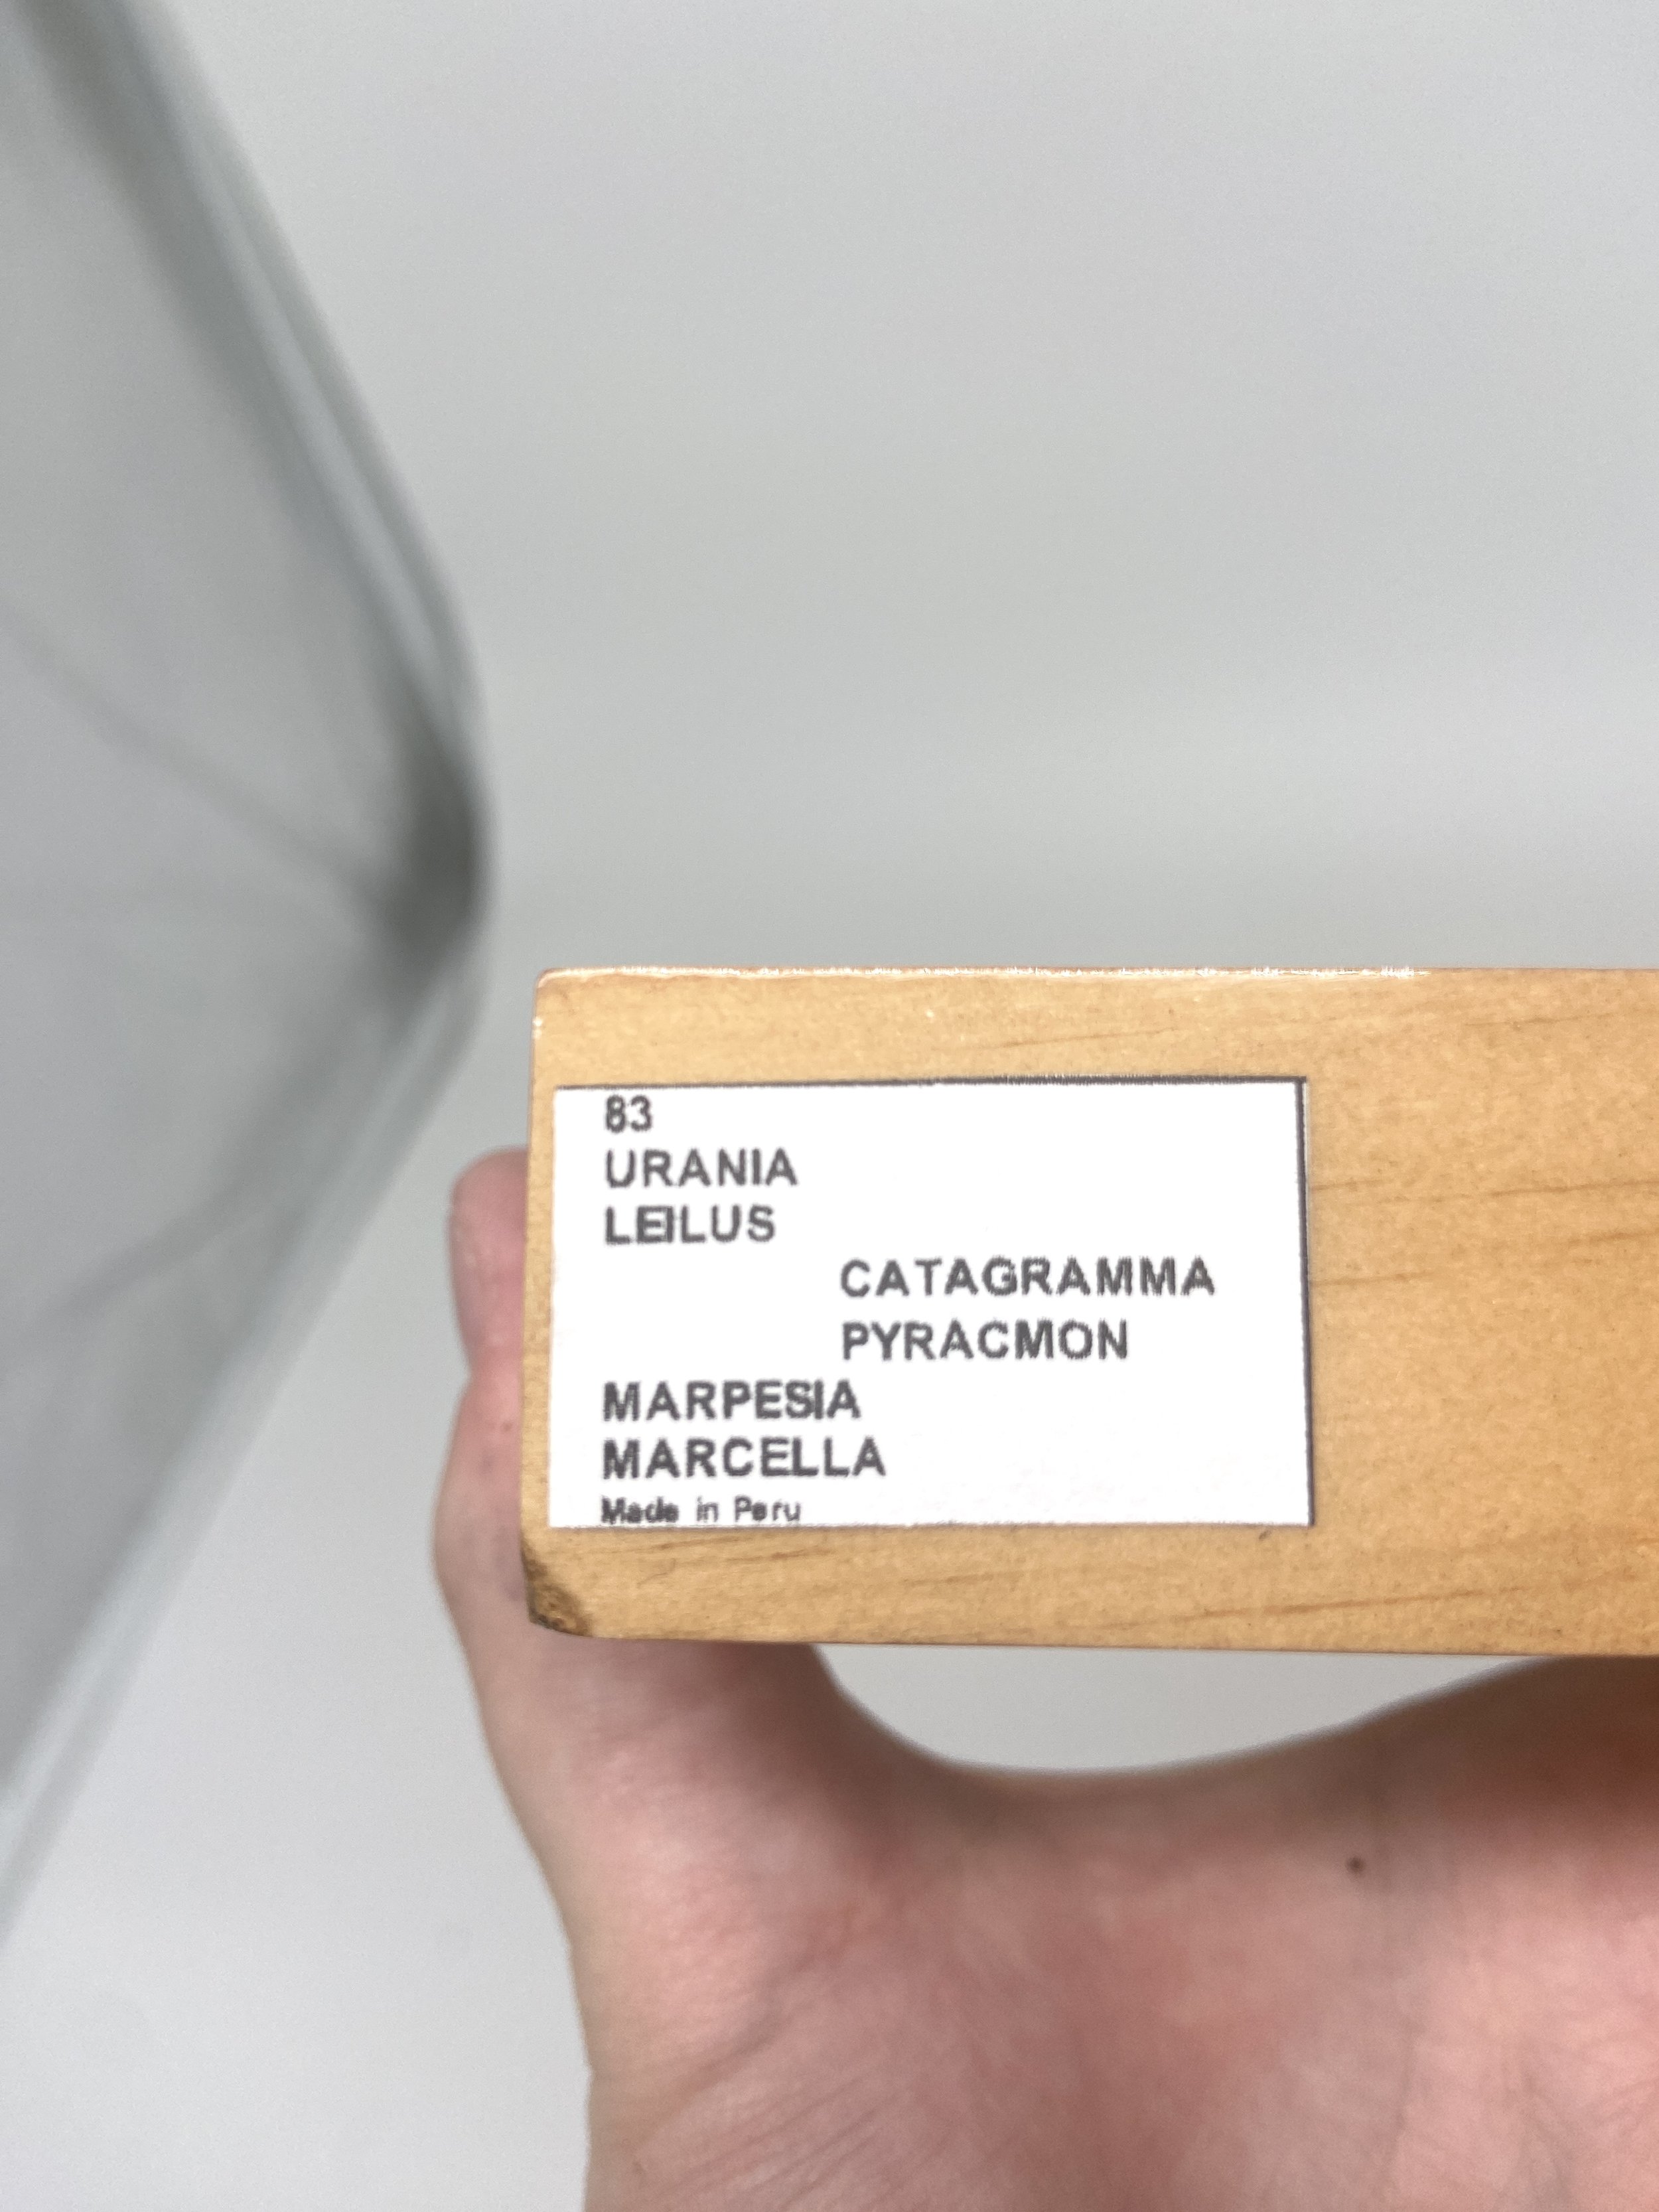 83
URANIA
LEILUS
CATAGRAMMA
PYRACMON
MARPESIA
MARCELLA
Made in Peru